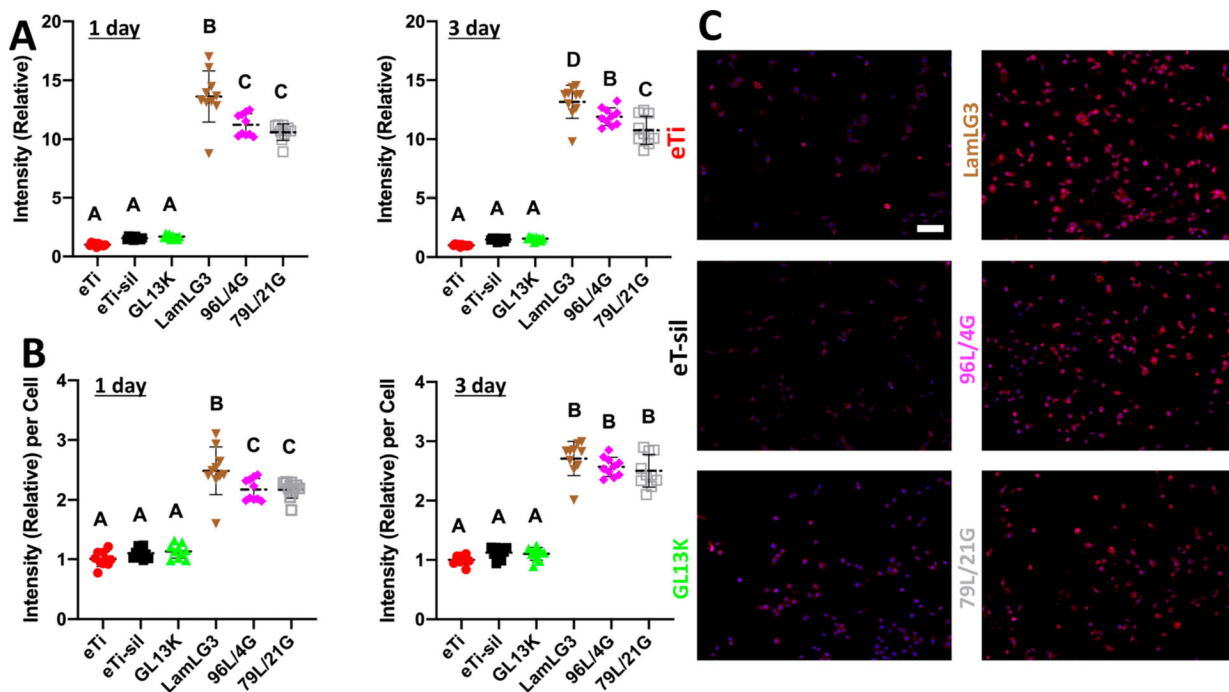 A
1 day
Intensity (Relative)
20
15
10
5
0
A
A
A
B
C
C
eTi
eTi-sil
GL13K
LamLG3
96L/4G
79L/21G
3 day
Intensity (Relative)
20
15
10
5
0
A
A
A
D
B
C
eTi
eTi-sil
GL13K
LamLG3
96L/4G
79L/21G
B
1 day
Intensity (Relative) per Cell
4
3
2
1
0
A
A
A
B
C
C
eTi
eTi-sil
GL13K
LamLG3
96L/4G
79L/21G
3 day
Intensity (Relative) per Cell
4
3
2
1
0
A
A
A
B
B
B
eTi
eTi-sil
GL13K
LamLG3
96L/4G
79L/21G
C
eTi
LamLG3
eT-sil
96L/4G
GL13K
79L/21G